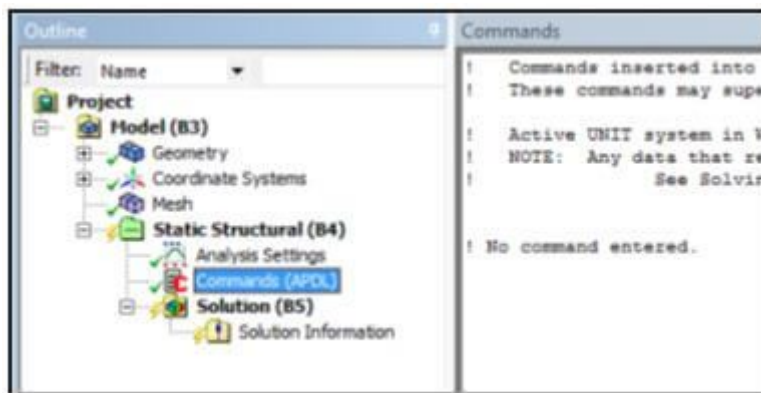 Outline
Filter: Name
Project
Model (B3)
Geometry
Coordinate Systems
Mesh
Static Structural (B4)
Analysis Settings
Commands (APDL)
Solution (B5)
Solution Information
Commands
! Commands inserted into
! These commands may supe
! Active UNIT system in W
! NOTE: Any data that re
! See Solvin
! No command entered.